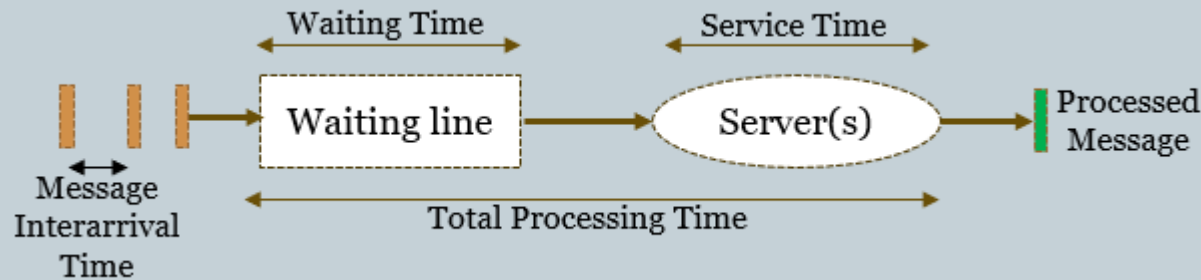 Waiting Time
Service Time
Waiting line
Server(s)
Processed
Message
Message
Interarrival
Time
Total Processing Time